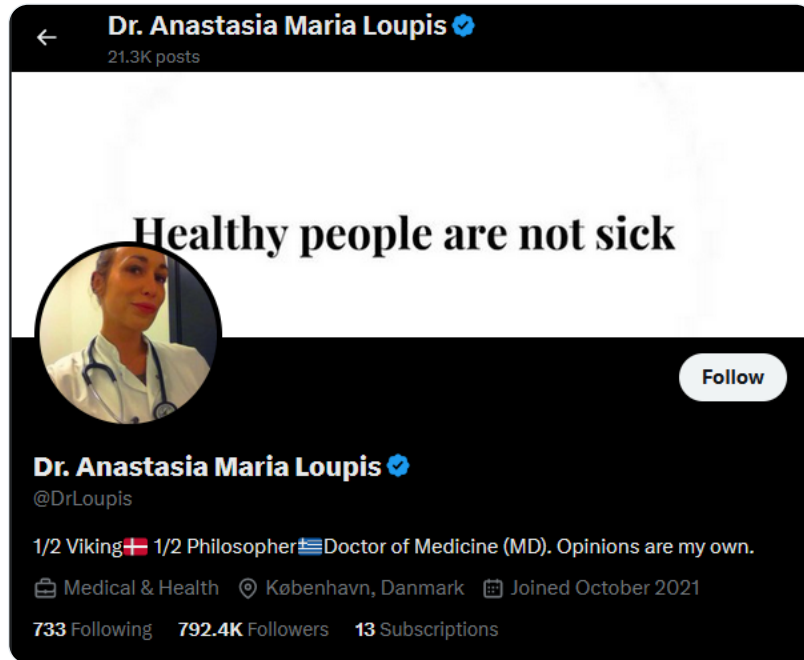 Dr. Anastasia Maria Loupis
21.3K posts
Healthy people are not sick
Follow
Dr. Anastasia Maria Loupis
@DrLoupis
1/2 Viking🇩🇰 1/2 Philosopher🇬🇷Doctor of Medicine (MD). Opinions are my own.
Medical & Health København, Danmark Joined October 2021
733 Following 792.4K Followers 13 Subscriptions